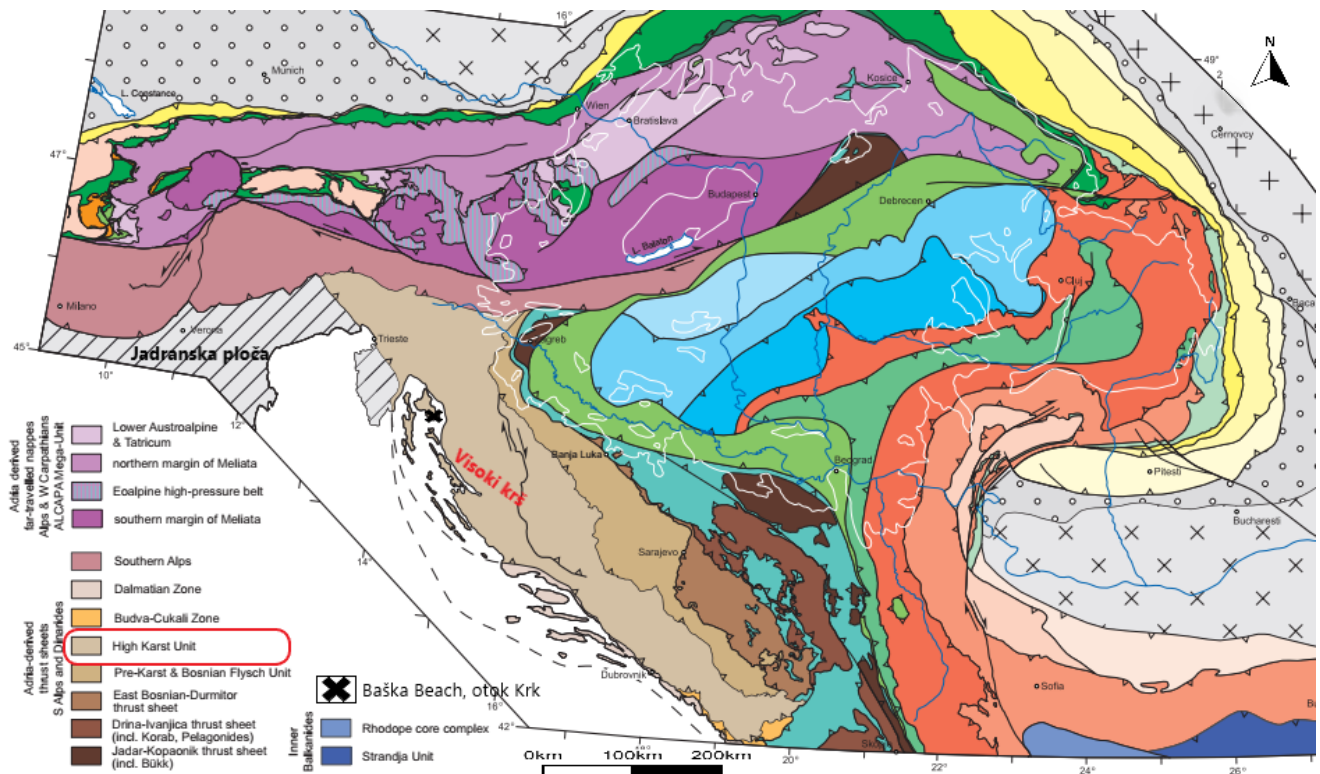 16°
N
49°
2
Munich
L. Constance
Kosice
Wien
Bratislava
Černovcy
47°
Budapest
Debrecen
L. Balaton
Cluj
26°
Baca
Milano
Verona
Trieste
Zagreb
45°
Jadranska ploča
10°
12°
Banja Luka
Beograd
Pitesti
Visoki krš
Bucharesti
Sarajevo
14°
Dubrovnik
Sofia
16°
42°
20°
22°
24°
26°
27°
Adria derived
far-travelled nappes
Alps & W Carpathians
ALCAPA Mega-Unit
Lower Austroalpine
& Tatricum
northern margin of Meliata
Eoalpine high-pressure belt
southern margin of Meliata
Adria-derived
thrust sheets
S Alps and Dinarides
Southern Alps
Dalmatian Zone
Budva-Cukali Zone
High Karst Unit
Pre-Karst & Bosnian Flysch Unit
East Bosnian-Durmitor
thrust sheet
Drina-Ivanjica thrust sheet
(incl. Korab, Pelagonides)
Jadar-Kopaonik thrust sheet
(incl. Bükk)
Baška Beach, otok Krk
Inner
Balkanides
Rhodope core complex
Strandja Unit
0km 100km 200km